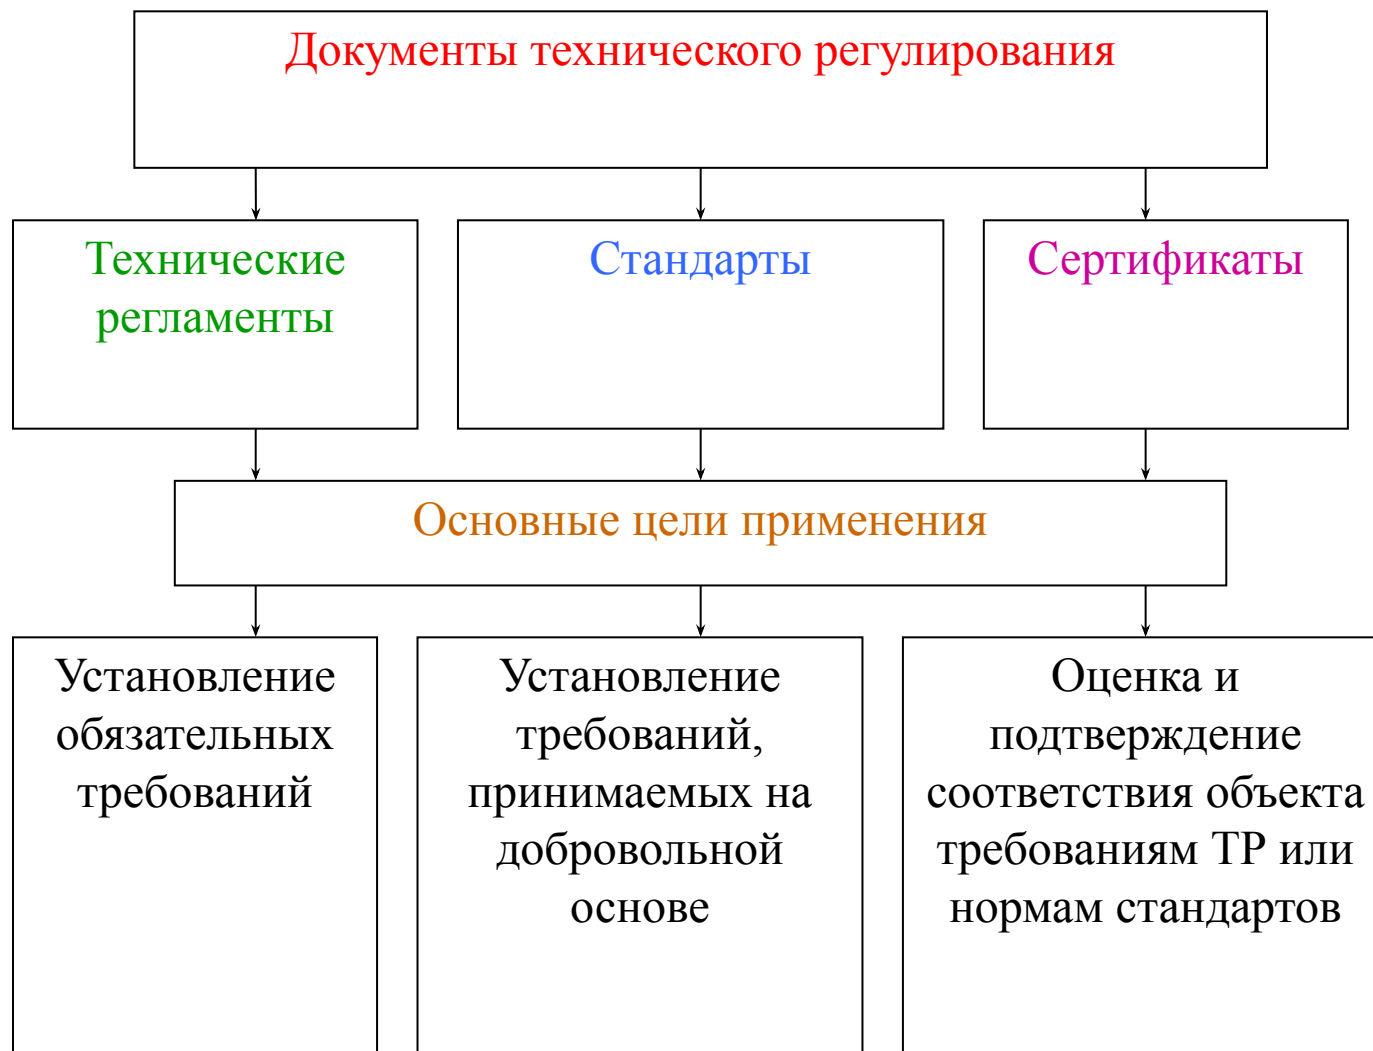 Документы технического регулирования
Технические
регламенты
Стандарты
Сертификаты
Основные цели применения
Установление
обязательных
требований
Установление
требований,
принимаемых на
добровольной
основе
Оценка и
подтверждение
соответствия объекта
требованиям ТР или
нормам стандартов